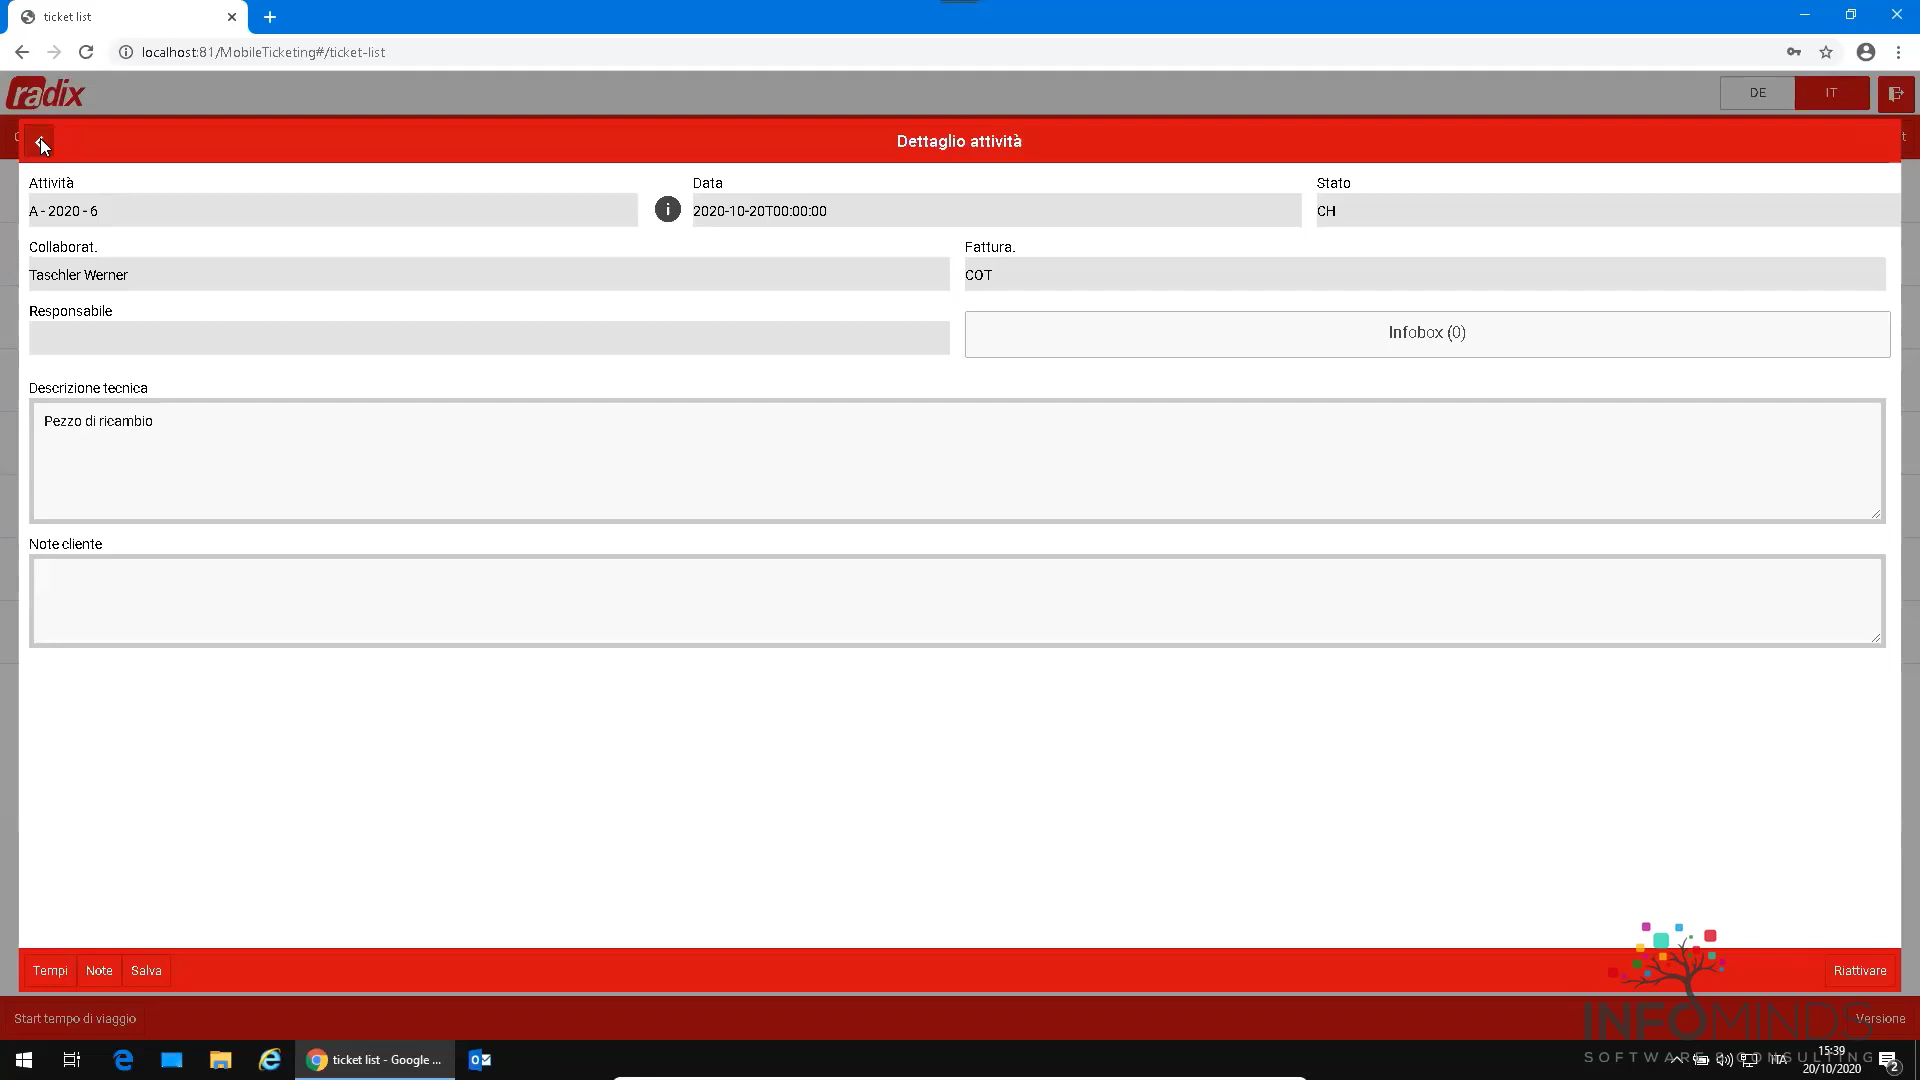 ticket list
localhost:81/MobileTicketing#/ticket-list
radix
DE
IT
Dettaglio attività
Attività
Data
Stato
A - 2020 - 6
i
2020-10-20T00:00:00
CH
Collaborat.
Fattura.
Taschler Werner
COT
Responsabile
Infobox (0)
Descrizione tecnica
Pezzo di ricambio
Note cliente
Tempi
Note
Salva
Riattivare
Start tempo di viaggio
Versione
INFOMINDS
SOFTWARE & CONSULTING
ticket list - Google ...
ITA
15:39
20/10/2020
2